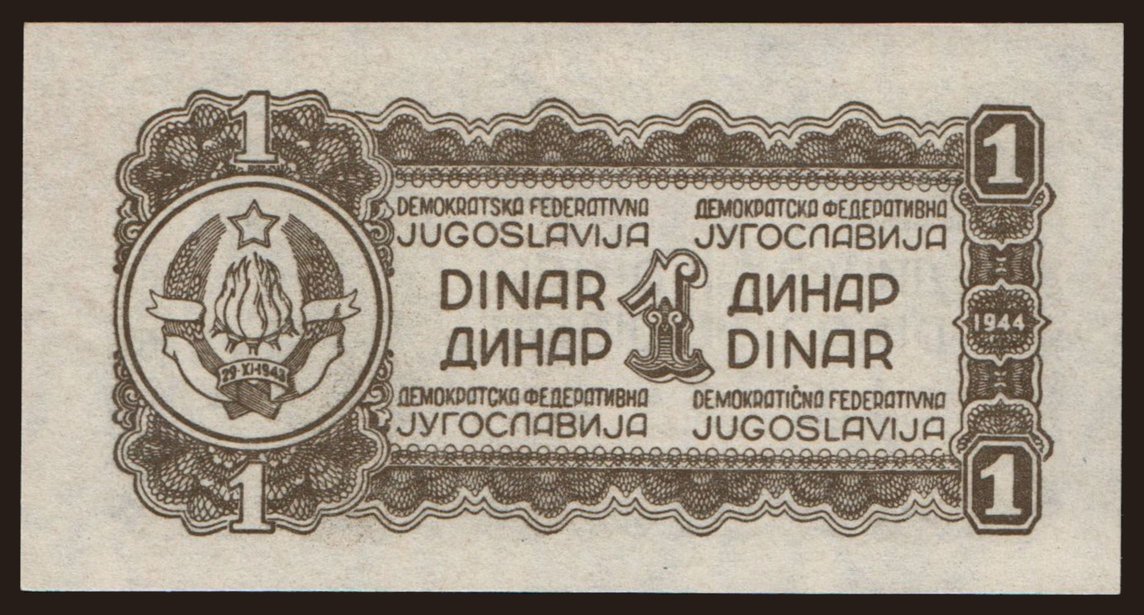 1
1
DEMOKRATSKA FEDERATIVNA
JUGOSLAVIJA
ДЕМОКРАТСКА ФЕДЕРАТИВНА
ЈУГОСЛАВИЈА
DINAR
ДИНАР
1
ДИНАР
DINAR
1944
29·XI·1943
ДЕМОКРАТСКА ФЕДЕРАТИВНА
ЈУГОСЛАВИЈА
DEMOKRATIČNA FEDERATIVNA
JUGOSLAVIJA
1
1